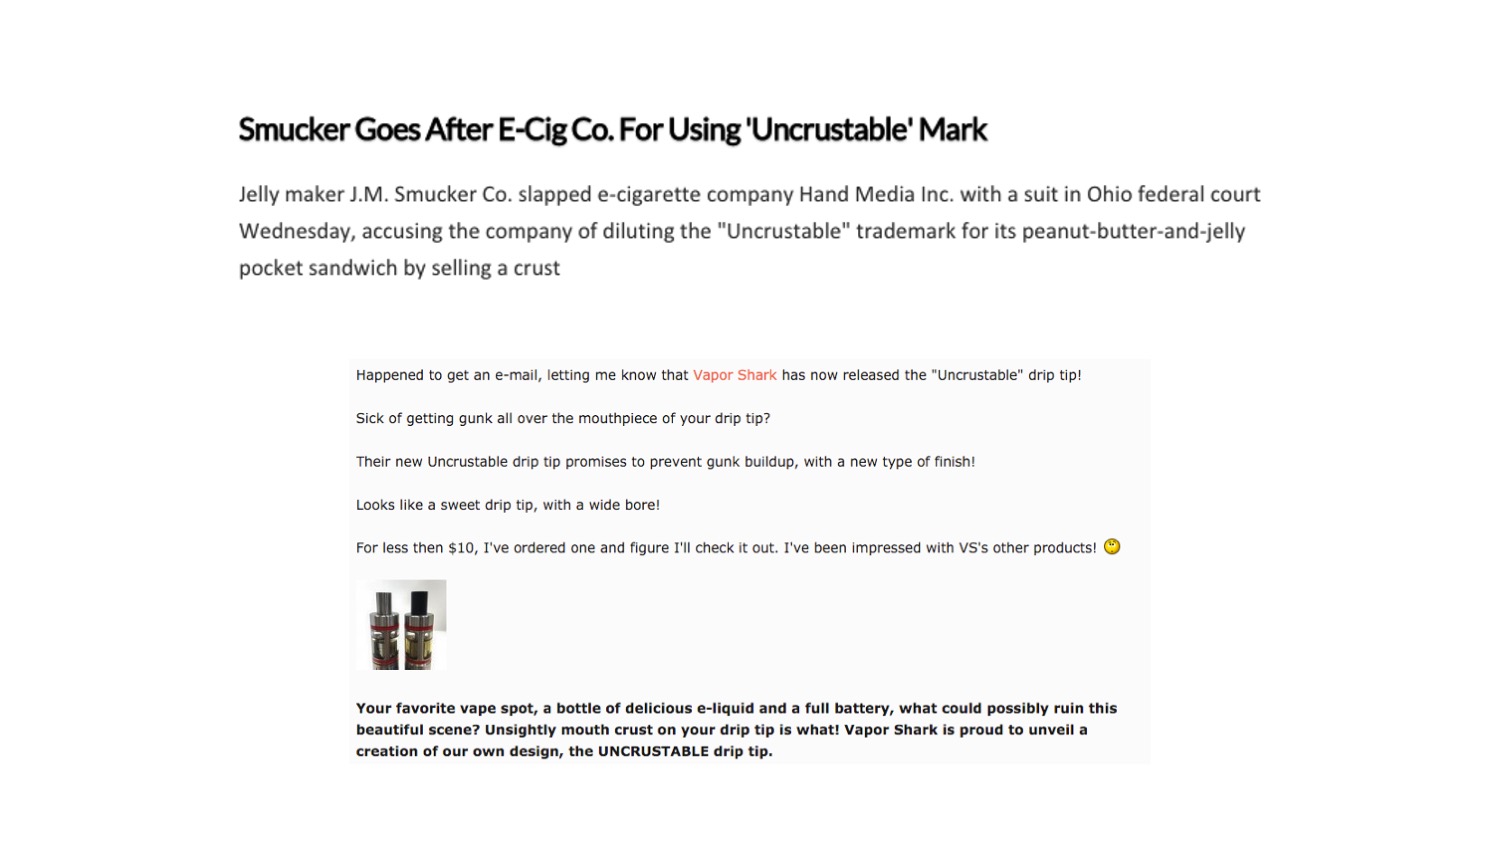 Smucker Goes After E-Cig Co. For Using 'Uncrustable' Mark
Jelly maker J.M. Smucker Co. slapped e-cigarette company Hand Media Inc. with a suit in Ohio federal court
Wednesday, accusing the company of diluting the "Uncrustable" trademark for its peanut-butter-and-jelly
pocket sandwich by selling a crust
Happened to get an e-mail, letting me know that Vapor Shark has now released the "Uncrustable" drip tip!
Sick of getting gunk all over the mouthpiece of your drip tip?
Their new Uncrustable drip tip promises to prevent gunk buildup, with a new type of finish!
Looks like a sweet drip tip, with a wide bore!
For less then $10, I've ordered one and figure I'll check it out. I've been impressed with VS's other products!
Your favorite vape spot, a bottle of delicious e-liquid and a full battery, what could possibly ruin this
beautiful scene? Unsightly mouth crust on your drip tip is what! Vapor Shark is proud to unveil a
creation of our own design, the UNCRUSTABLE drip tip.